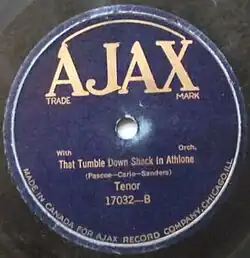 AJAX
TRADE MARK
With Orch.
That Tumble Down Shack in Athlone
(Pascoe—Carlo—Sanders)
Tenor
17032—B
MADE IN CANADA FOR AJAX RECORD COMPANY, CHICAGO, ILL.